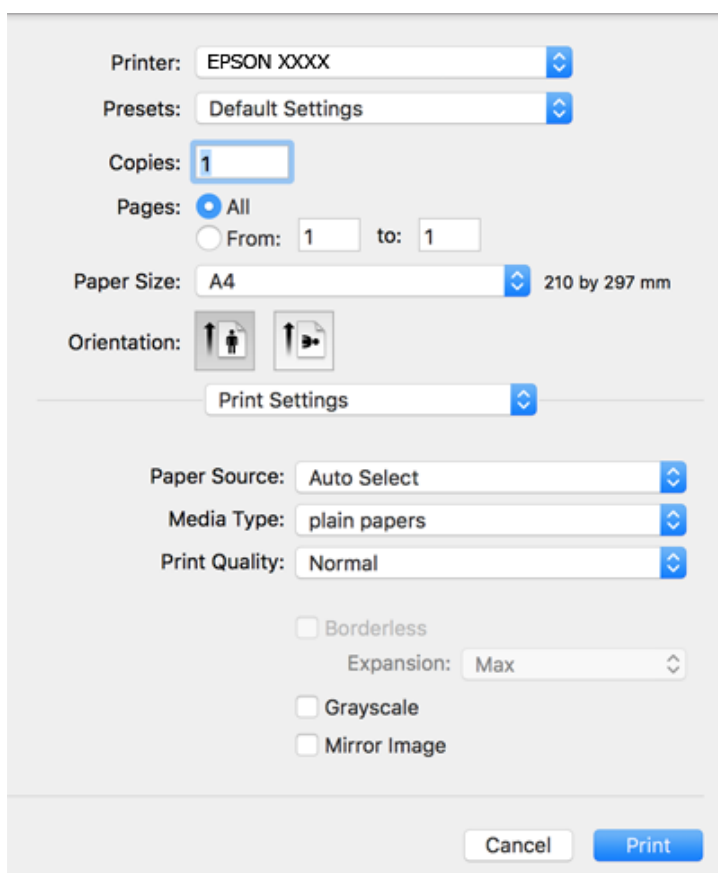 Printer: EPSON XXXX
Presets: Default Settings
Copies: 1
Pages: All
From: 1 to: 1
Paper Size: A4 210 by 297 mm
Orientation:
Print Settings
Paper Source: Auto Select
Media Type: plain papers
Print Quality: Normal
Borderless
Expansion: Max
Grayscale
Mirror Image
Cancel Print